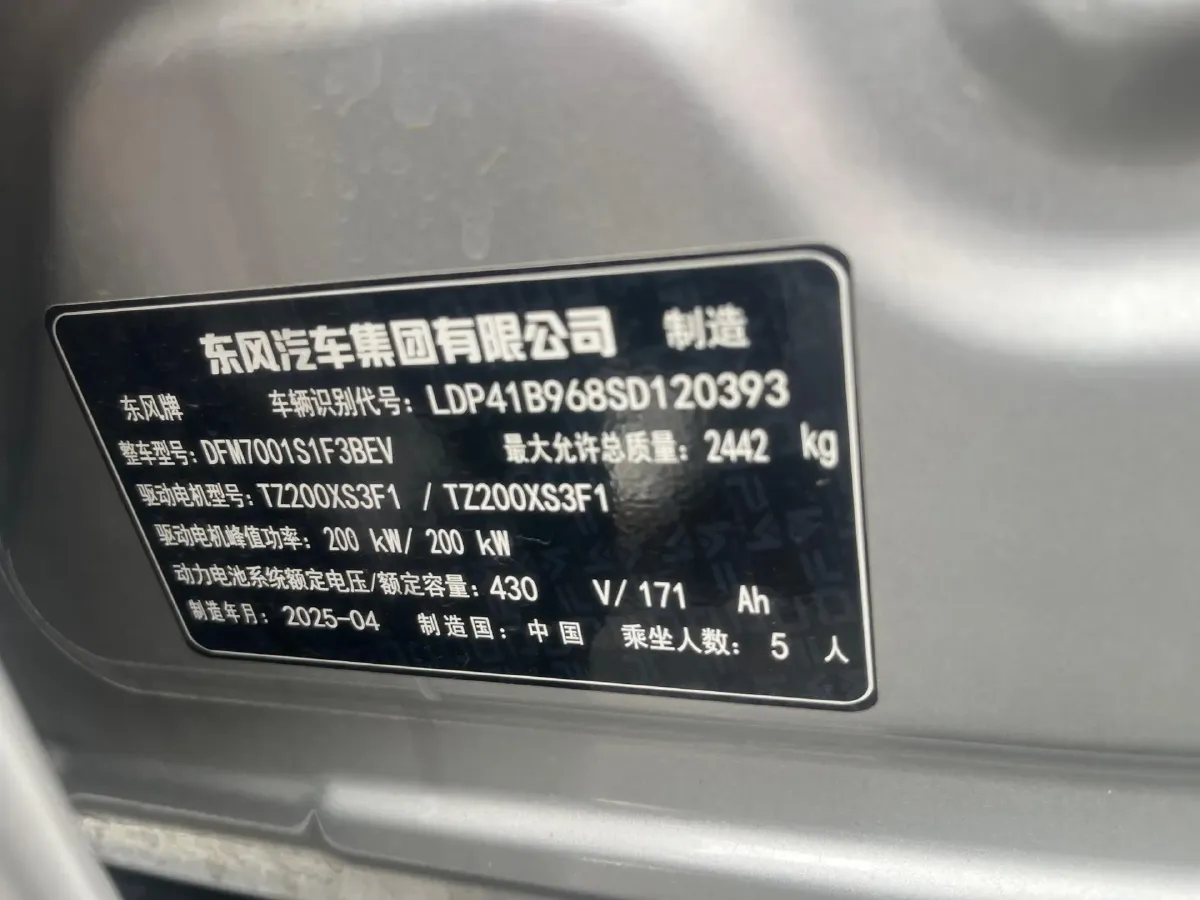 东风汽车集团有限公司 制造
东风牌 车辆识别代号：LDP41B968SD120393
整车型号：DFM7001S1F3BEV 最大允许总质量：2442 kg
驱动电机型号：TZ200XS3F1 / TZ200XS3F1
驱动电机峰值功率：200 kW/ 200 kW
动力电池系统额定电压/额定容量：430 V/ 171 Ah
制造年月：2025-04 制造国：中国 乘坐人数：5 人